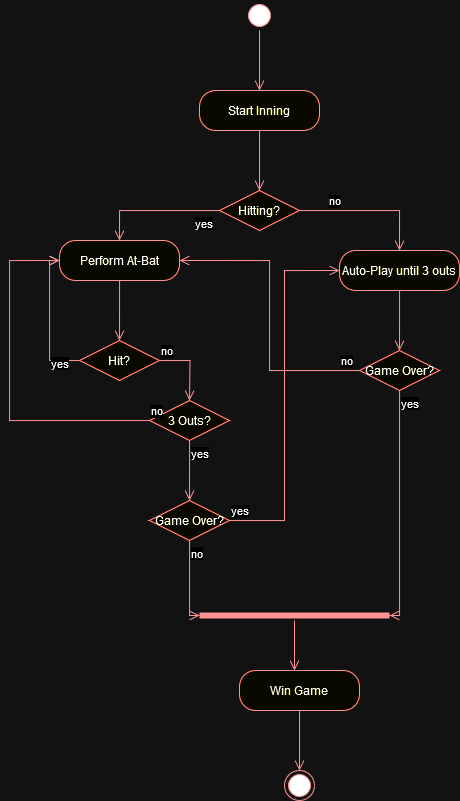 Start Inning
Hitting?
yes
no
Perform At-Bat
Auto-Play until 3 outs
Hit?
yes
no
Game Over?
no
yes
3 Outs?
no
yes
Game Over?
yes
no
Win Game